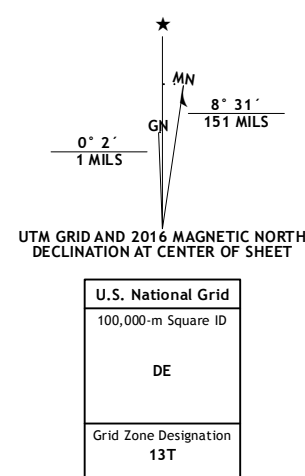 ★
MN
8° 31´
151 MILS
GN
0° 2´
1 MILS
UTM GRID AND 2016 MAGNETIC NORTH
DECLINATION AT CENTER OF SHEET
U.S. National Grid
100,000-m Square ID
DE
Grid Zone Designation
13T